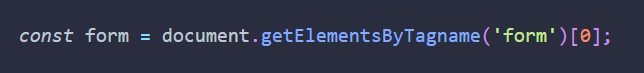 const form = document.getElementsByTagname('form')[0];